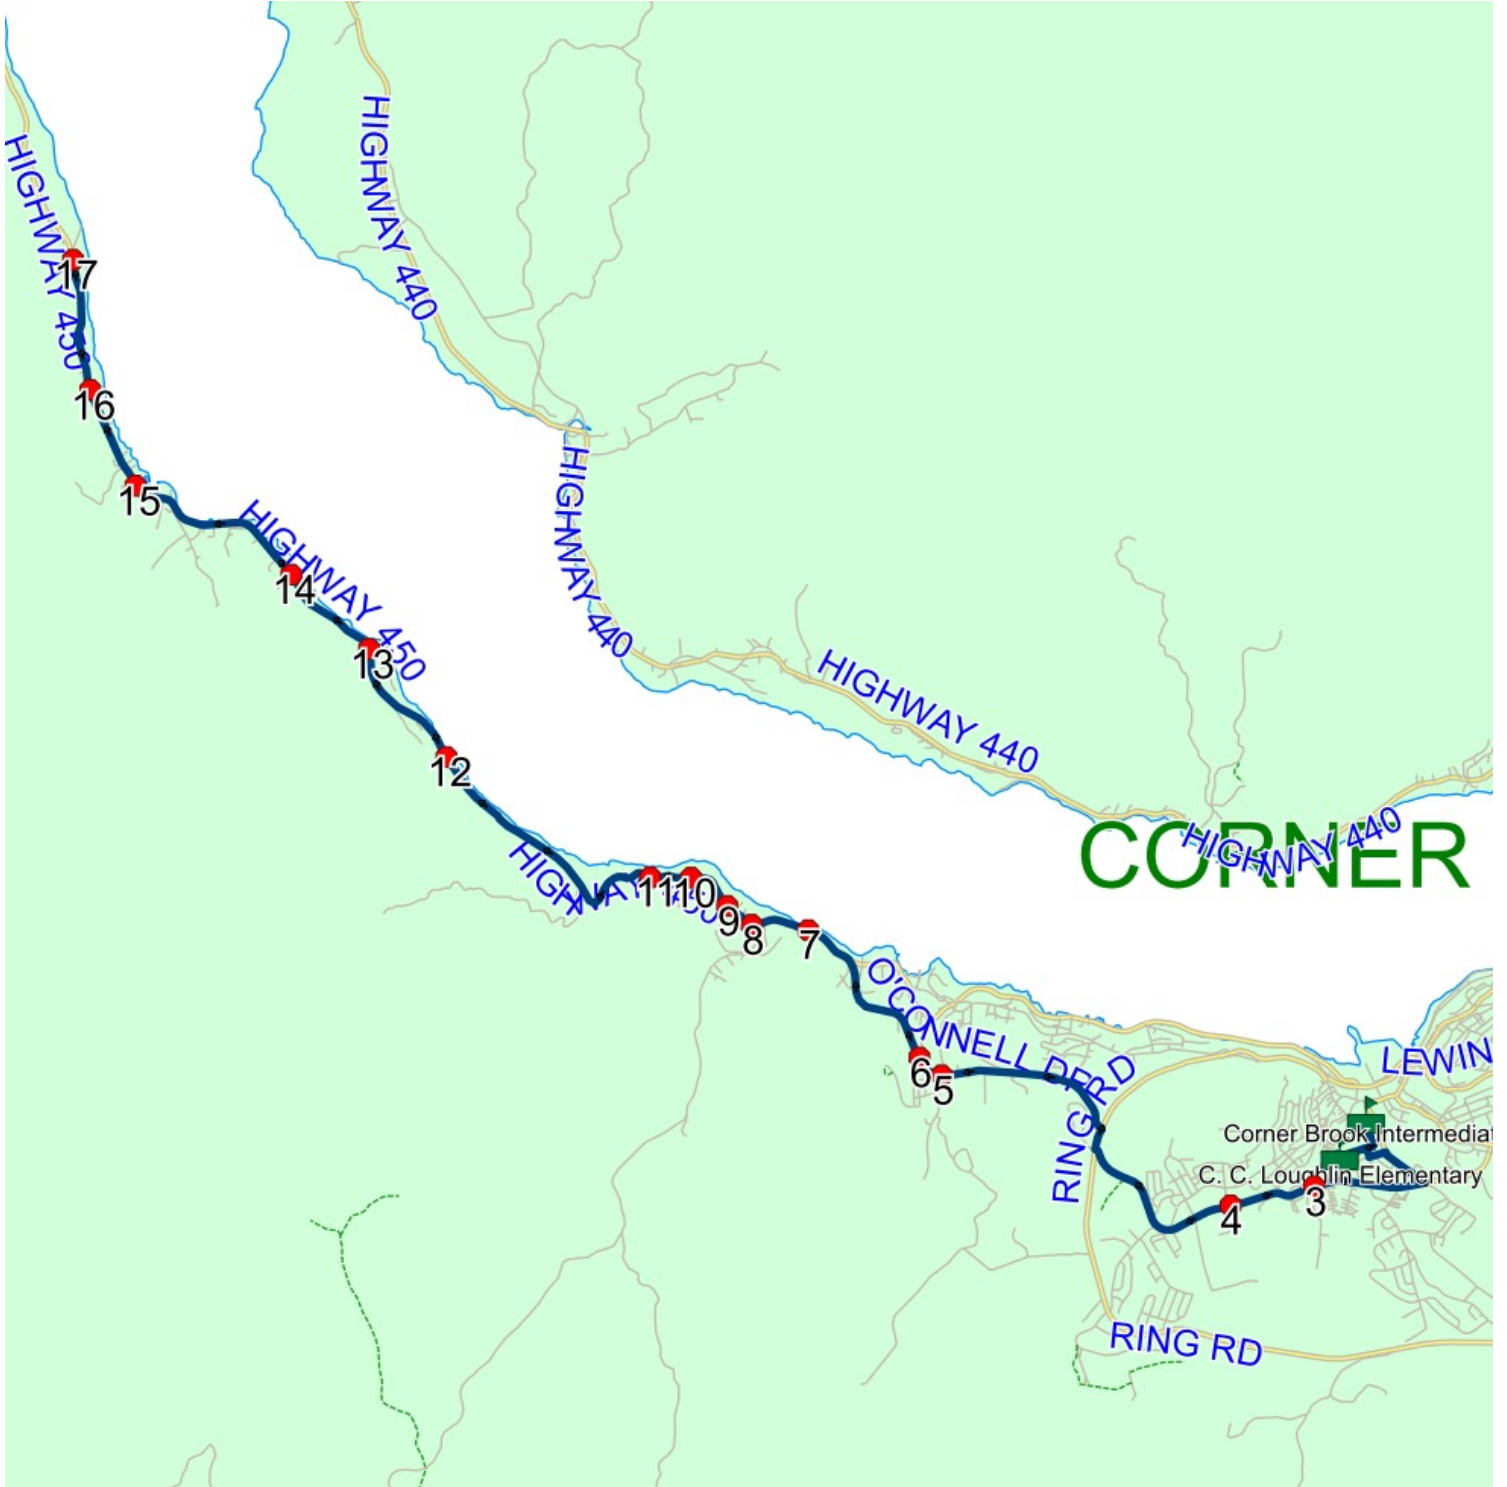 HIGHWAY 440
HIGHWAY 450
17
HIGHWAY 440
16
15
HIGHWAY 450
14
13
HIGHWAY 440
12
CORNER
HIGHWAY 440
HIGHWAY 450
11
10
9
8
7
O'CONNELL DR
6
5
RING RD
LEWIN
Corner Brook Intermediat
C. C. Loughlin Elementary
3
4
RING RD